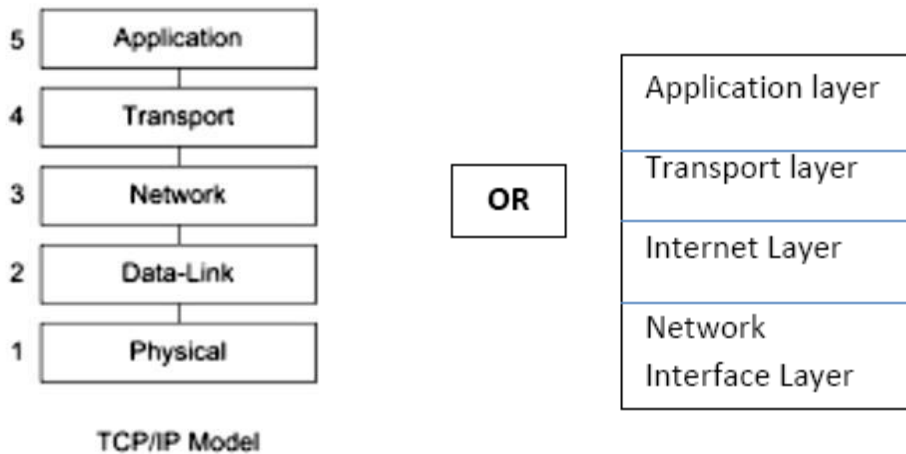 5 Application
4 Transport
3 Network
2 Data-Link
1 Physical
TCP/IP Model
OR
Application layer
Transport layer
Internet Layer
Network
Interface Layer